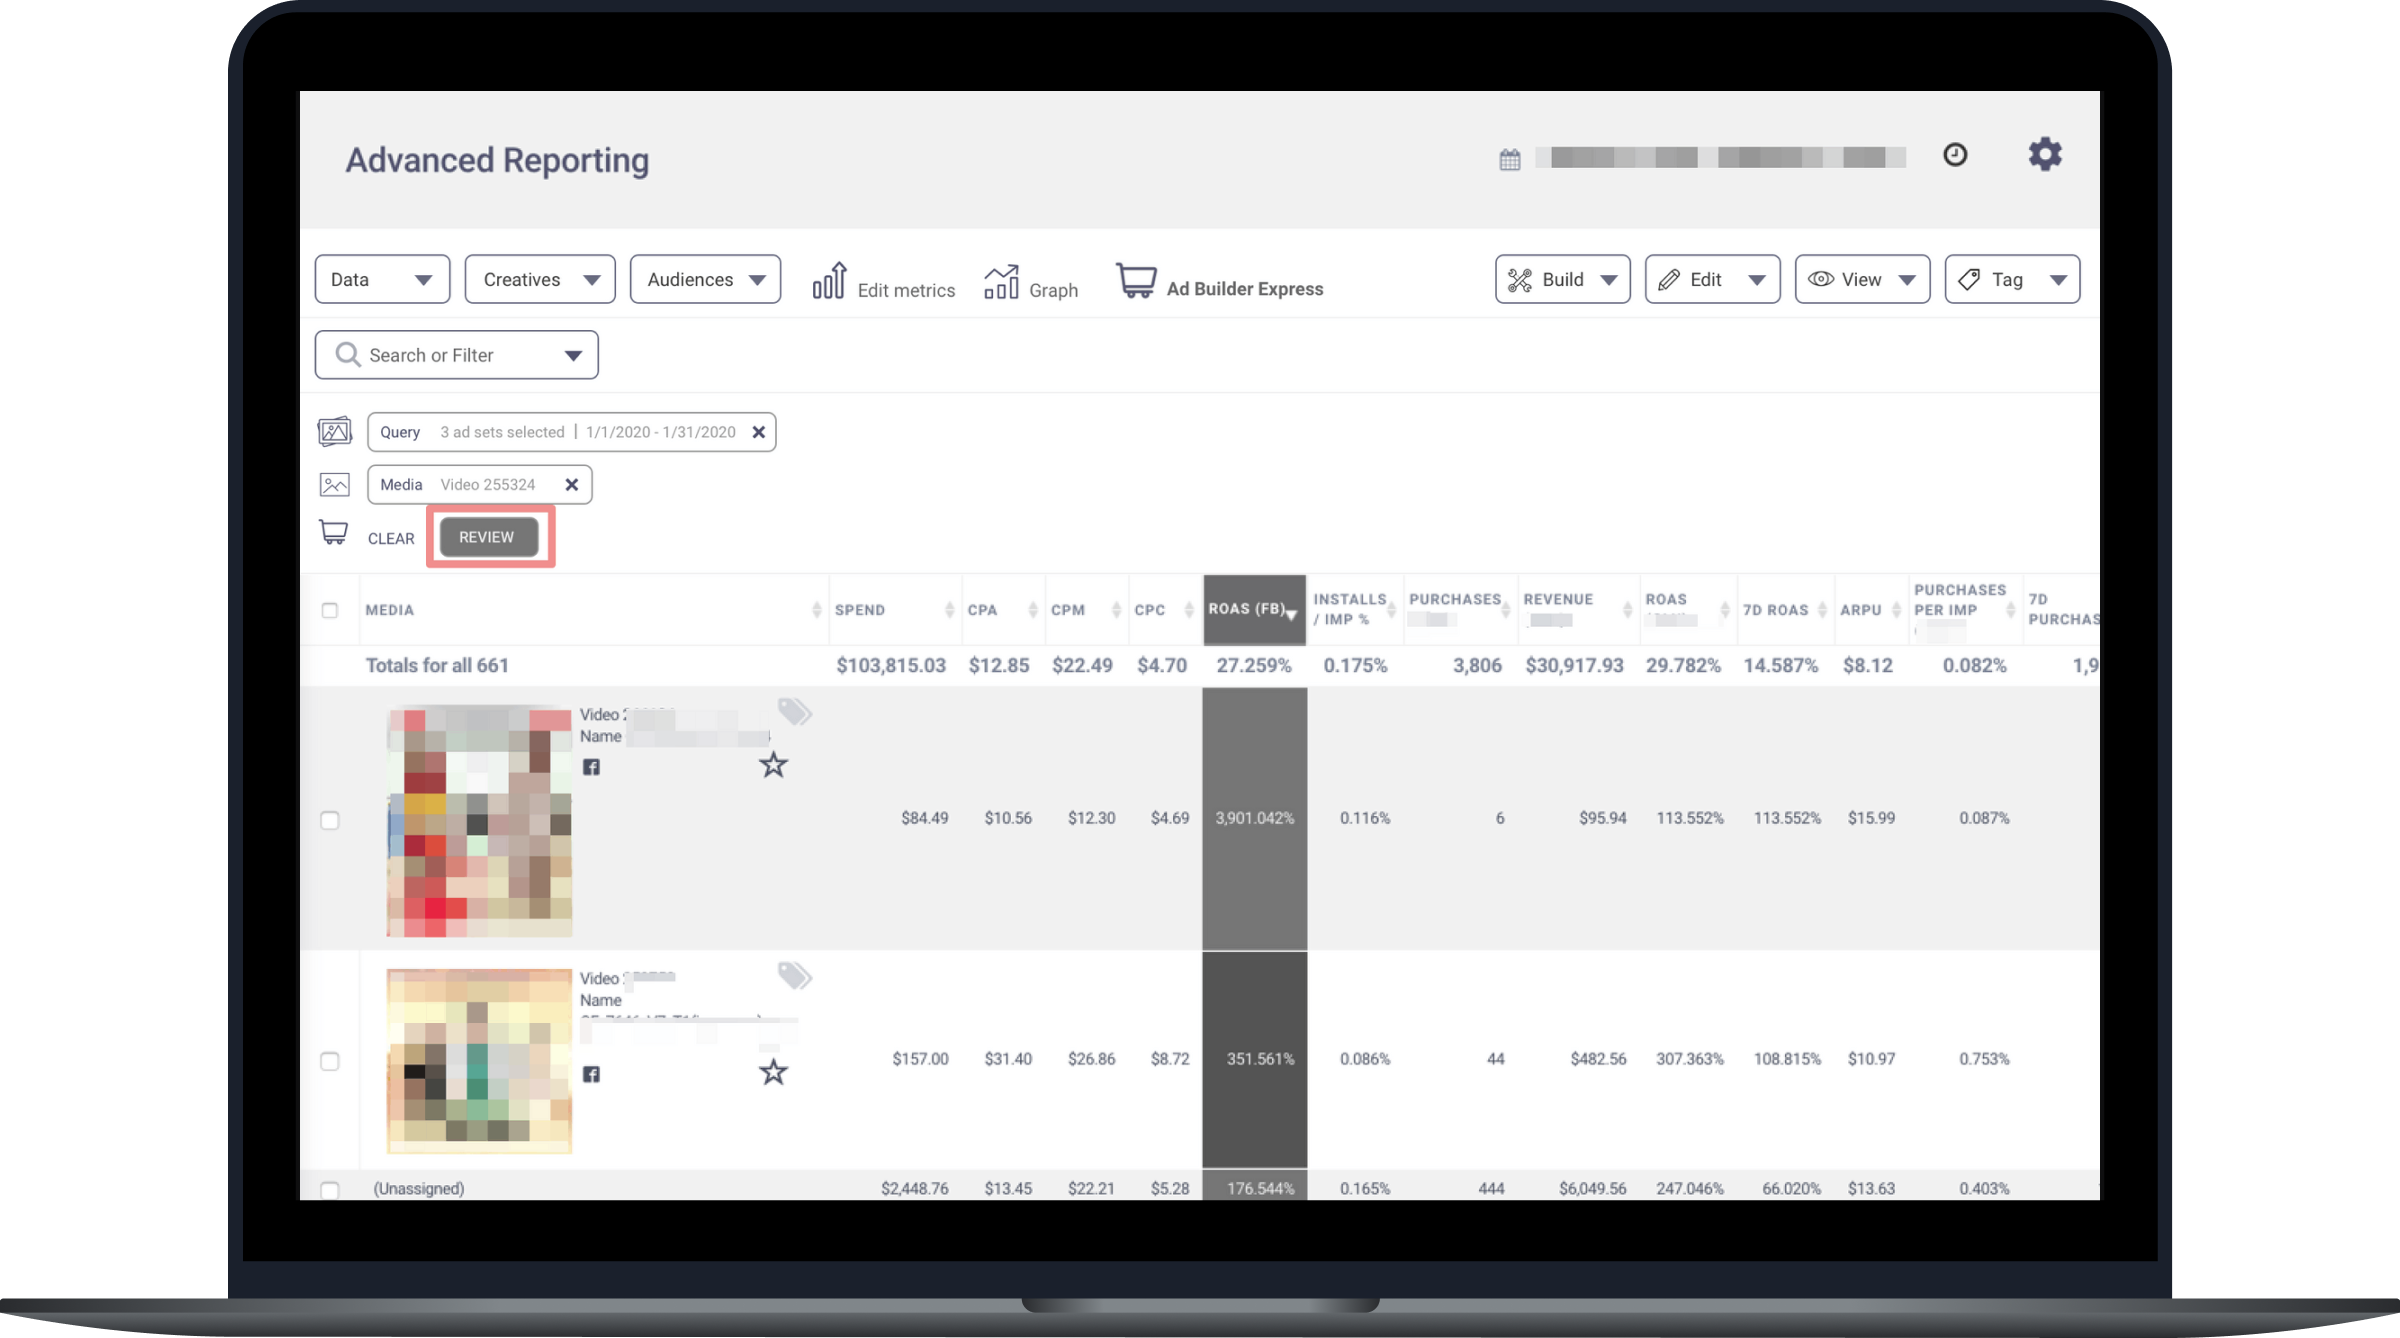 Advanced Reporting
Data Creatives Audiences Edit metrics Graph Ad Builder Express Build Edit View Tag
Search or Filter
Query 3 ad sets selected | 1/1/2020 - 1/31/2020
Media Video 255324
CLEAR REVIEW
MEDIA SPEND CPA CPM CPC ROAS (FB) INSTALLS / IMP % PURCHASES REVENUE ROAS 7D ROAS ARPU PURCHASES PER IMP 7D PURCHAS
Totals for all 661 $103,815.03 $12.85 $22.49 $4.70 27.259% 0.175% 3,806 $30,917.93 29.782% 14.587% $8.12 0.082% 1,9
Video
Name
$84.49 $10.56 $12.30 $4.69 3,901.042% 0.116% 6 $95.94 113.552% 113.552% $15.99 0.087%
Video
Name
$157.00 $31.40 $26.86 $8.72 351.561% 0.086% 44 $482.56 307.363% 108.815% $10.97 0.753%
(Unassigned) $2,448.76 $13.45 $22.21 $5.28 176.544% 0.165% 444 $6,049.56 247.046% 66.020% $13.63 0.403%